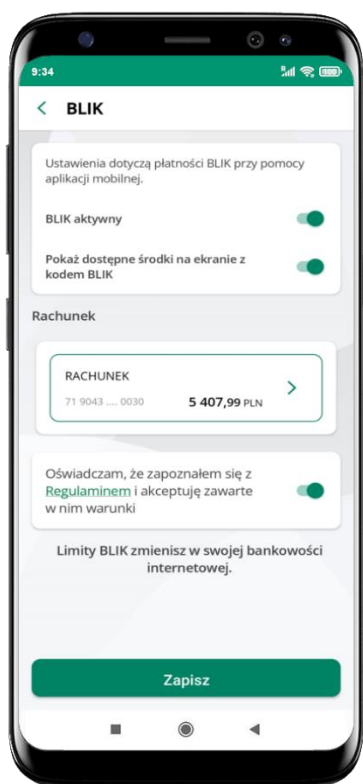 9:34
100
BLIK
Ustawienia dotyczą płatności BLIK przy pomocy
aplikacji mobilnej.
BLIK aktywny
Pokaż dostępne środki na ekranie z
kodem BLIK
Rachunek
RACHUNEK
71 9043 .... 0030 5 407,99 PLN
Oświadczam, że zapoznałem się z
Regulaminem i akceptuję zawarte
w nim warunki
Limity BLIK zmienisz w swojej bankowości
internetowej.
Zapisz